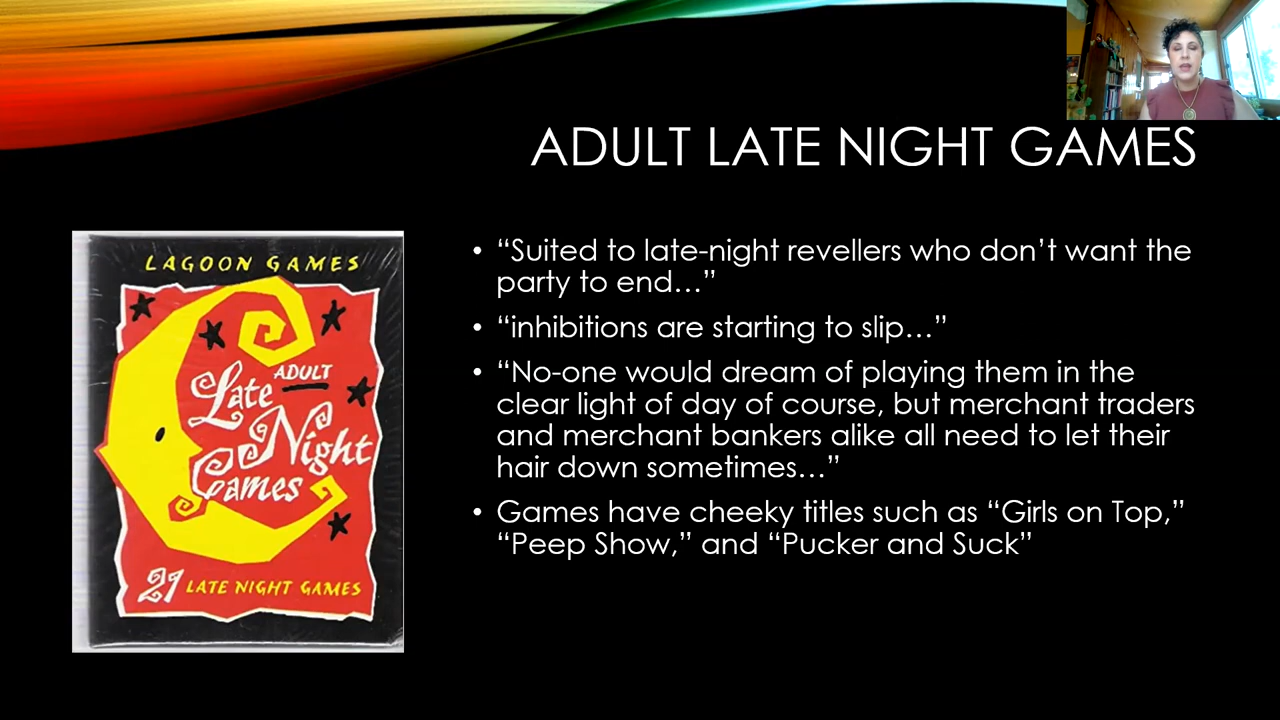 ADULT LATE NIGHT GAMES
LAGOON GAMES
ADULT
Late
Night
Games
21 LATE NIGHT GAMES
• “Suited to late-night revellers who don’t want the
party to end…”
• “inhibitions are starting to slip…”
• “No-one would dream of playing them in the
clear light of day of course, but merchant traders
and merchant bankers alike all need to let their
hair down sometimes…”
• Games have cheeky titles such as “Girls on Top,”
“Peep Show,” and “Pucker and Suck”